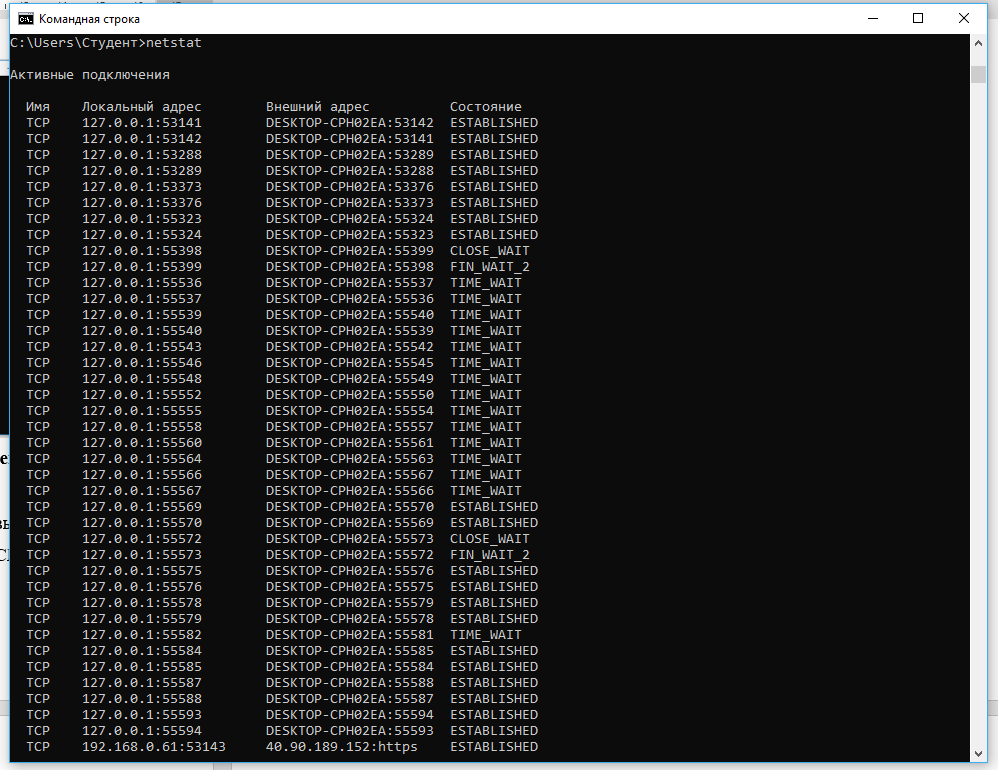 Командная строка
C:\Users\Студент>netstat
Активные подключения
Имя Локальный адрес Внешний адрес Состояние
TCP 127.0.0.1:53141 DESKTOP-CPH02EA:53142 ESTABLISHED
TCP 127.0.0.1:53142 DESKTOP-CPH02EA:53141 ESTABLISHED
TCP 127.0.0.1:53288 DESKTOP-CPH02EA:53289 ESTABLISHED
TCP 127.0.0.1:53289 DESKTOP-CPH02EA:53288 ESTABLISHED
TCP 127.0.0.1:53373 DESKTOP-CPH02EA:53376 ESTABLISHED
TCP 127.0.0.1:53376 DESKTOP-CPH02EA:53373 ESTABLISHED
TCP 127.0.0.1:55323 DESKTOP-CPH02EA:55324 ESTABLISHED
TCP 127.0.0.1:55324 DESKTOP-CPH02EA:55323 ESTABLISHED
TCP 127.0.0.1:55398 DESKTOP-CPH02EA:55399 CLOSE_WAIT
TCP 127.0.0.1:55399 DESKTOP-CPH02EA:55398 FIN_WAIT_2
TCP 127.0.0.1:55536 DESKTOP-CPH02EA:55537 TIME_WAIT
TCP 127.0.0.1:55537 DESKTOP-CPH02EA:55536 TIME_WAIT
TCP 127.0.0.1:55539 DESKTOP-CPH02EA:55540 TIME_WAIT
TCP 127.0.0.1:55540 DESKTOP-CPH02EA:55539 TIME_WAIT
TCP 127.0.0.1:55543 DESKTOP-CPH02EA:55542 TIME_WAIT
TCP 127.0.0.1:55546 DESKTOP-CPH02EA:55545 TIME_WAIT
TCP 127.0.0.1:55548 DESKTOP-CPH02EA:55549 TIME_WAIT
TCP 127.0.0.1:55552 DESKTOP-CPH02EA:55550 TIME_WAIT
TCP 127.0.0.1:55555 DESKTOP-CPH02EA:55554 TIME_WAIT
TCP 127.0.0.1:55558 DESKTOP-CPH02EA:55557 TIME_WAIT
TCP 127.0.0.1:55560 DESKTOP-CPH02EA:55561 TIME_WAIT
TCP 127.0.0.1:55564 DESKTOP-CPH02EA:55563 TIME_WAIT
TCP 127.0.0.1:55566 DESKTOP-CPH02EA:55567 TIME_WAIT
TCP 127.0.0.1:55567 DESKTOP-CPH02EA:55566 TIME_WAIT
TCP 127.0.0.1:55569 DESKTOP-CPH02EA:55570 ESTABLISHED
TCP 127.0.0.1:55570 DESKTOP-CPH02EA:55569 ESTABLISHED
TCP 127.0.0.1:55572 DESKTOP-CPH02EA:55573 CLOSE_WAIT
TCP 127.0.0.1:55573 DESKTOP-CPH02EA:55572 FIN_WAIT_2
TCP 127.0.0.1:55575 DESKTOP-CPH02EA:55576 ESTABLISHED
TCP 127.0.0.1:55576 DESKTOP-CPH02EA:55575 ESTABLISHED
TCP 127.0.0.1:55578 DESKTOP-CPH02EA:55579 ESTABLISHED
TCP 127.0.0.1:55579 DESKTOP-CPH02EA:55578 ESTABLISHED
TCP 127.0.0.1:55582 DESKTOP-CPH02EA:55581 TIME_WAIT
TCP 127.0.0.1:55584 DESKTOP-CPH02EA:55585 ESTABLISHED
TCP 127.0.0.1:55585 DESKTOP-CPH02EA:55584 ESTABLISHED
TCP 127.0.0.1:55587 DESKTOP-CPH02EA:55588 ESTABLISHED
TCP 127.0.0.1:55588 DESKTOP-CPH02EA:55587 ESTABLISHED
TCP 127.0.0.1:55593 DESKTOP-CPH02EA:55594 ESTABLISHED
TCP 127.0.0.1:55594 DESKTOP-CPH02EA:55593 ESTABLISHED
TCP 192.168.0.61:53143 40.90.189.152:https ESTABLISHED